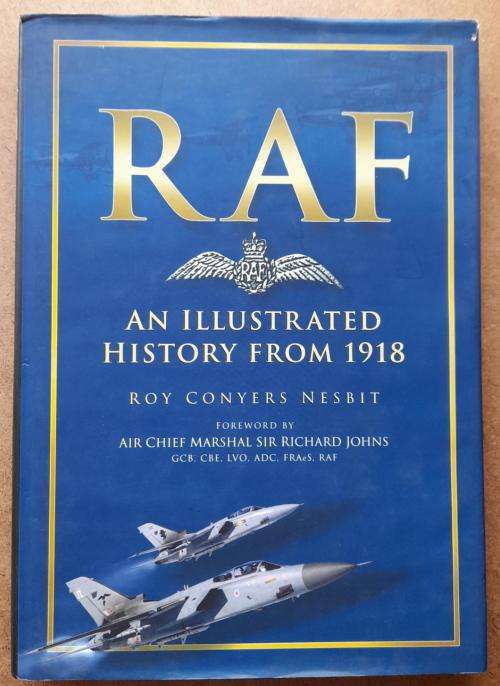 RAF
RAF
AN ILLUSTRATED
HISTORY FROM 1918
ROY CONYERS NESBIT
FOREWORD BY
AIR CHIEF MARSHAL SIR RICHARD JOHNS
GCB, CBE, LVO, ADC, FRAeS, RAF